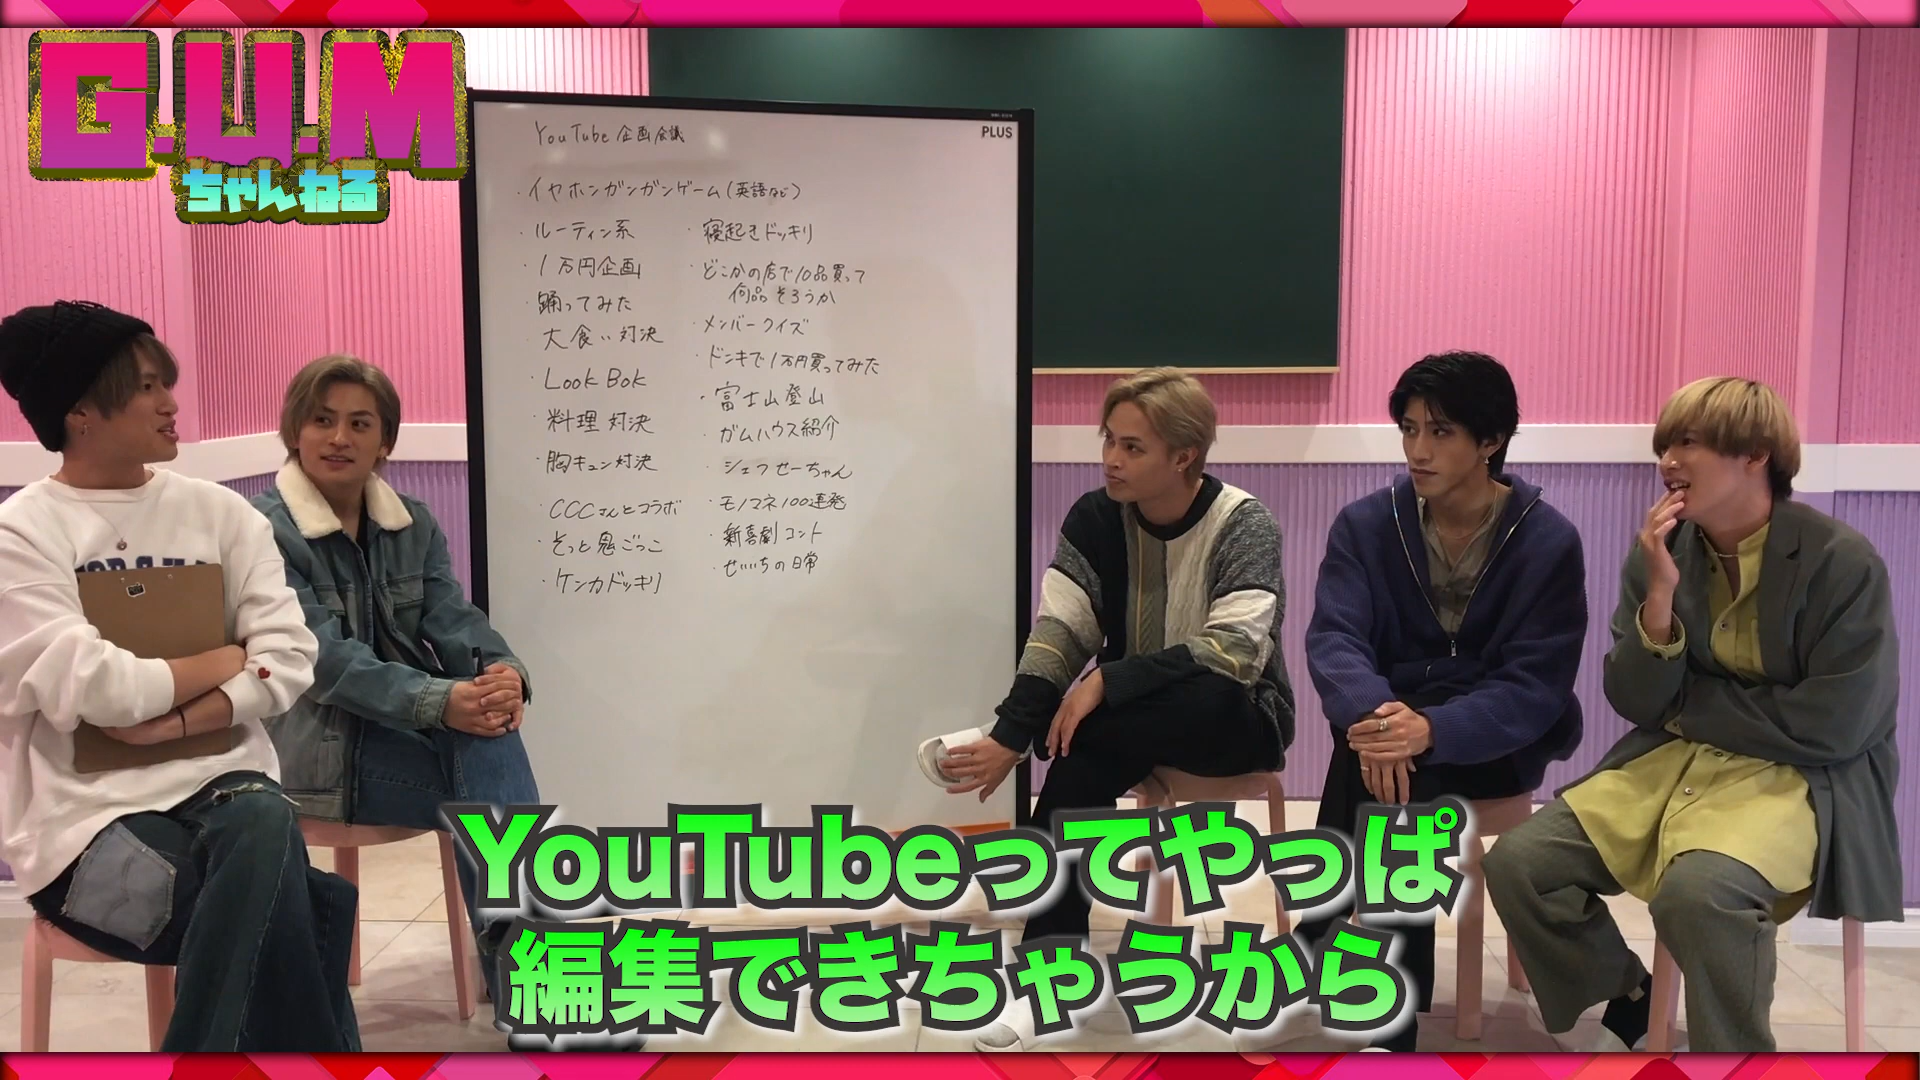 G.U.M
ちゃんねる
PLUS
YouTube 企画会議
・イヤホンガンガンゲーム(英語など)
・ルーティン系
・1万円企画
・踊ってみた
・大食い対決
・Look Bok
・料理対決
・胸キュン対決
・CCCさんとコラボ
・そっと鬼ごっこ
・ケンカドッキリ
・寝起きドッキリ
・どこかの店で10品買って
何品そろうか
・メンバークイズ
・ドンキで1万円買ってみた
・富士山登山
・ガムハウス紹介
・シェフせーちゃん
・モノマネ100連発
・新喜劇コント
・せいいちの日常
YouTubeってやっぱ
編集できちゃうから